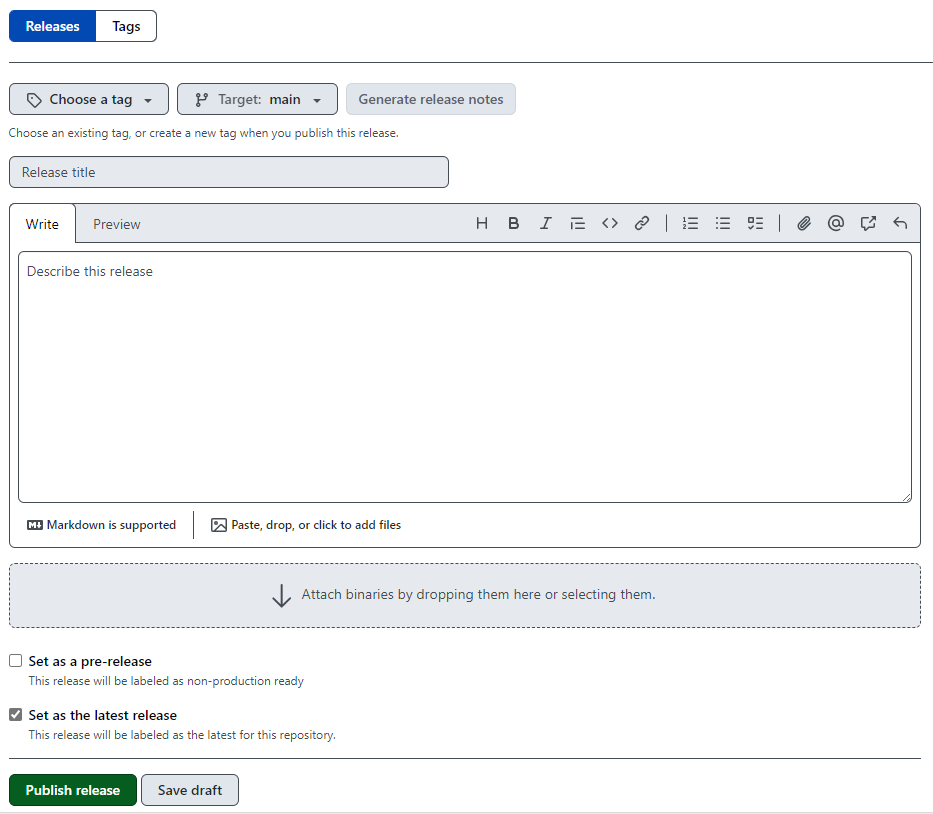 Releases Tags
Choose a tag Target: main Generate release notes
Choose an existing tag, or create a new tag when you publish this release.
Release title
Write Preview
Describe this release
Markdown is supported Paste, drop, or click to add files
Attach binaries by dropping them here or selecting them.
Set as a pre-release
This release will be labeled as non-production ready
Set as the latest release
This release will be labeled as the latest for this repository.
Publish release Save draft